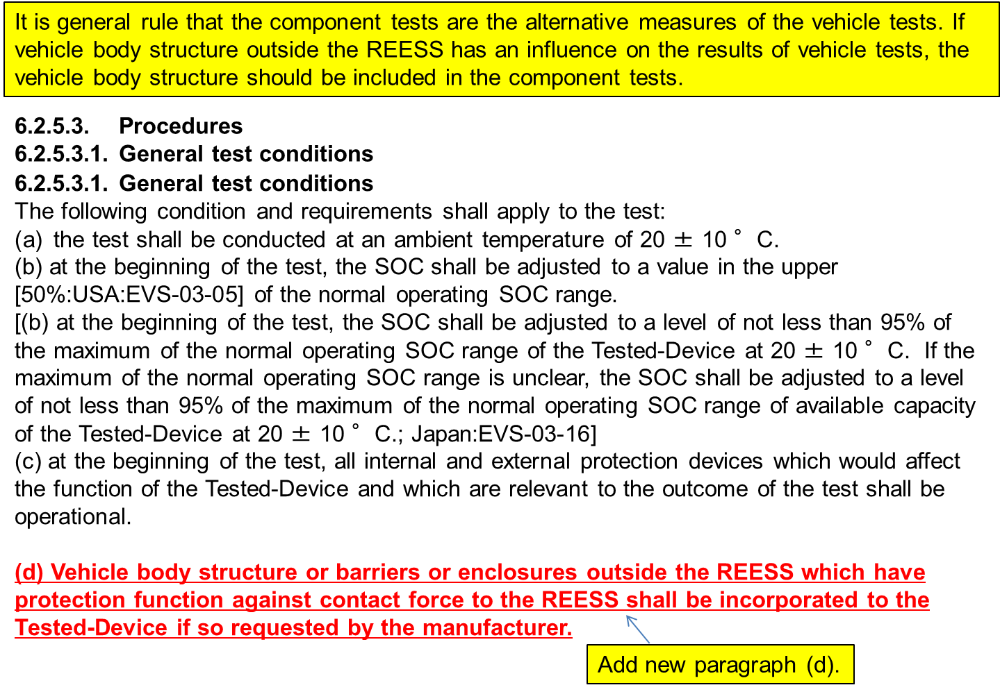 It is general rule that the component tests are the alternative measures of the vehicle tests. If
vehicle body structure outside the REESS has an influence on the results of vehicle tests, the
vehicle body structure should be included in the component tests.
6.2.5.3. Procedures
6.2.5.3.1. General test conditions
6.2.5.3.1. General test conditions
The following condition and requirements shall apply to the test:
(a) the test shall be conducted at an ambient temperature of 20 ± 10 ˚ C.
(b) at the beginning of the test, the SOC shall be adjusted to a value in the upper
[50%:USA:EVS-03-05] of the normal operating SOC range.
[(b) at the beginning of the test, the SOC shall be adjusted to a level of not less than 95% of
the maximum of the normal operating SOC range of the Tested-Device at 20 ± 10 ˚ C. If the
maximum of the normal operating SOC range is unclear, the SOC shall be adjusted to a level
of not less than 95% of the maximum of the normal operating SOC range of available capacity
of the Tested-Device at 20 ± 10 ˚ C.; Japan:EVS-03-16]
(c) at the beginning of the test, all internal and external protection devices which would affect
the function of the Tested-Device and which are relevant to the outcome of the test shall be
operational.
(d) Vehicle body structure or barriers or enclosures outside the REESS which have
protection function against contact force to the REESS shall be incorporated to the
Tested-Device if so requested by the manufacturer.
Add new paragraph (d).